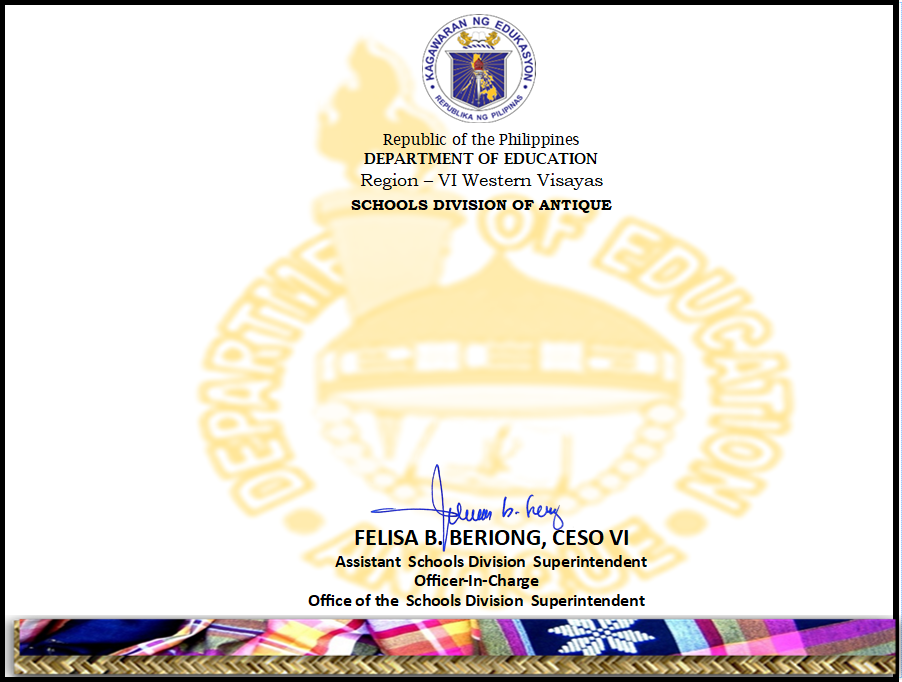 KAGAWARAN NG EDUKASYON
REPUBLIKA NG PILIPINAS
Republic of the Philippines
DEPARTMENT OF EDUCATION
Region – VI Western Visayas
SCHOOLS DIVISION OF ANTIQUE
DEPARTMENT OF EDUCATION
ANTIQUE
FELISA B. BERIONG, CESO VI
Assistant Schools Division Superintendent
Officer-In-Charge
Office of the Schools Division Superintendent